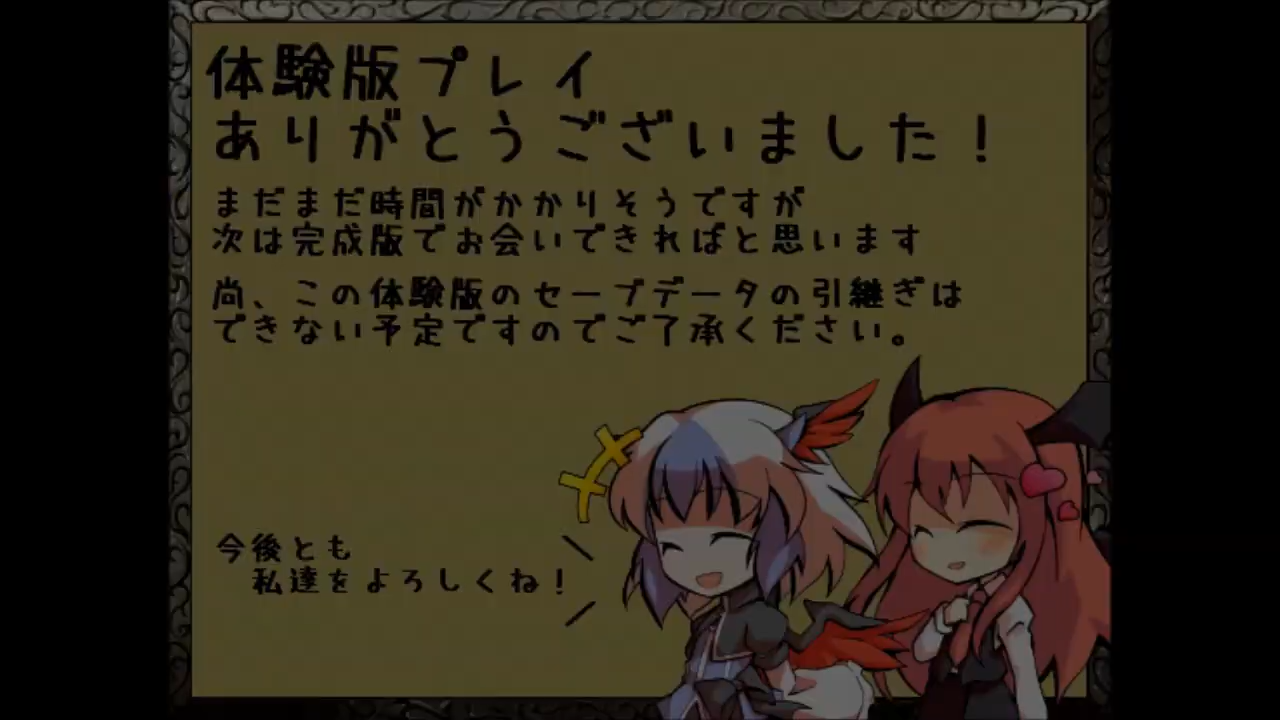 体験版プレイ
ありがとうございました！
まだまだ時間がかかりそうですが
次は完成版でお会いできればと思います
尚、この体験版のセーブデータの引継ぎは
できない予定ですのでご了承ください。
今後とも
私達をよろしくね！